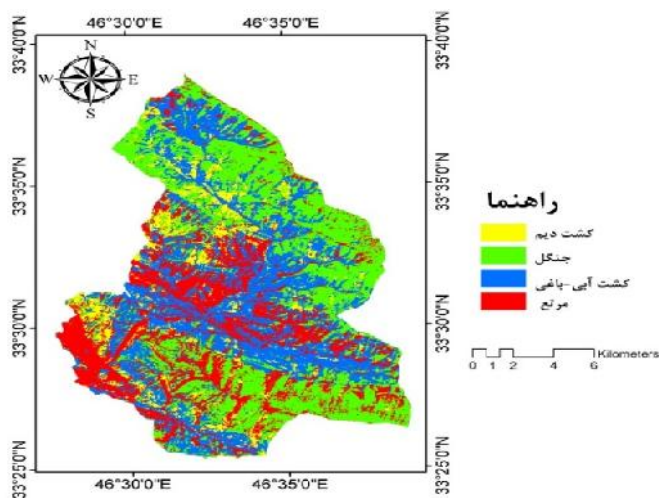 46°30'0"E 46°35'0"E
33°40'0"N 33°40'0"N
N
W E
S
33°35'0"N 33°35'0"N
راهنما
کشت دیم
جنگل
کشت آبی-باغی
مرتع
33°30'0"N 33°30'0"N
Kilometers
0 1 2 4 6
33°25'0"N 33°25'0"N
46°30'0"E 46°35'0"E